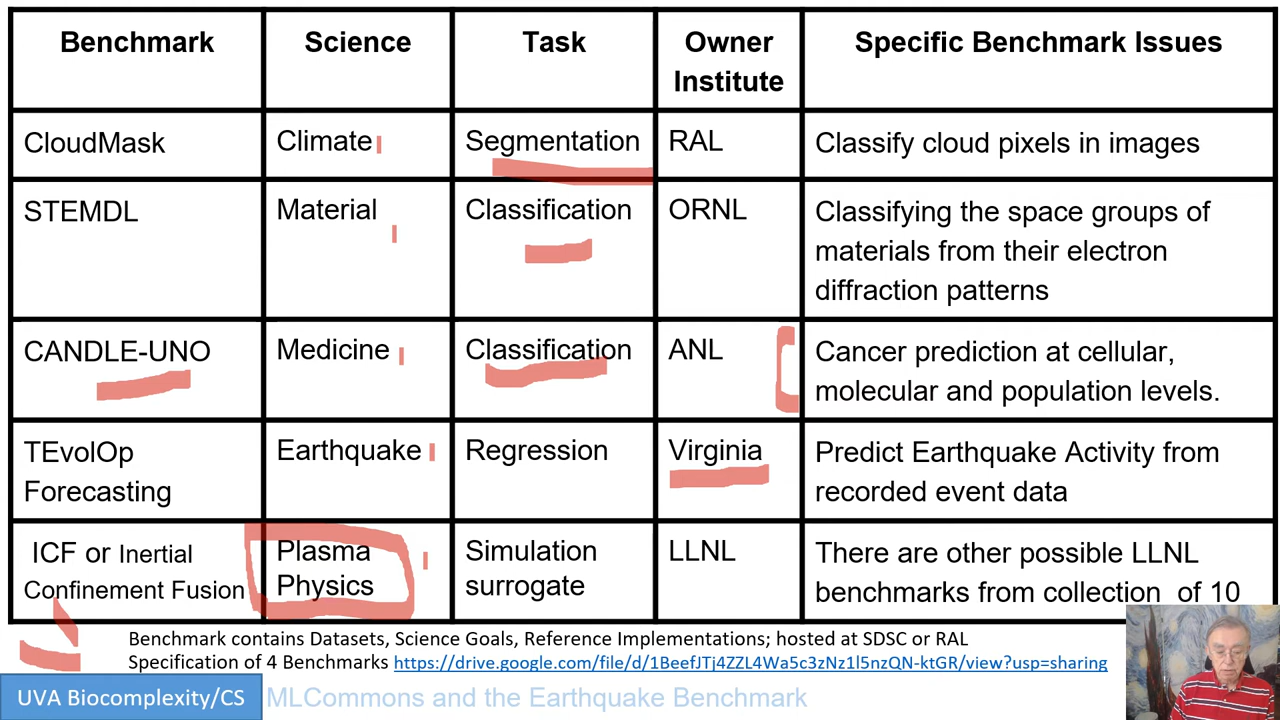 Benchmark Science Task Owner Institute Specific Benchmark Issues
CloudMask Climate Segmentation RAL Classify cloud pixels in images
STEMDL Material Classification ORNL Classifying the space groups of
materials from their electron
diffraction patterns
CANDLE-UNO Medicine Classification ANL Cancer prediction at cellular,
molecular and population levels.
TEvolOp Forecasting Earthquake Regression Virginia Predict Earthquake Activity from
recorded event data
ICF or Inertial Confinement Fusion Plasma Physics Simulation surrogate LLNL There are other possible LLNL
benchmarks from collection of 10
Benchmark contains Datasets, Science Goals, Reference Implementations; hosted at SDSC or RAL
Specification of 4 Benchmarks https://drive.google.com/file/d/1BeefJTj4ZZL4Wa5c3zNz1l5nzQN-ktGR/view?usp=sharing
UVA Biocomplexity/CS MLCommons and the Earthquake Benchmark